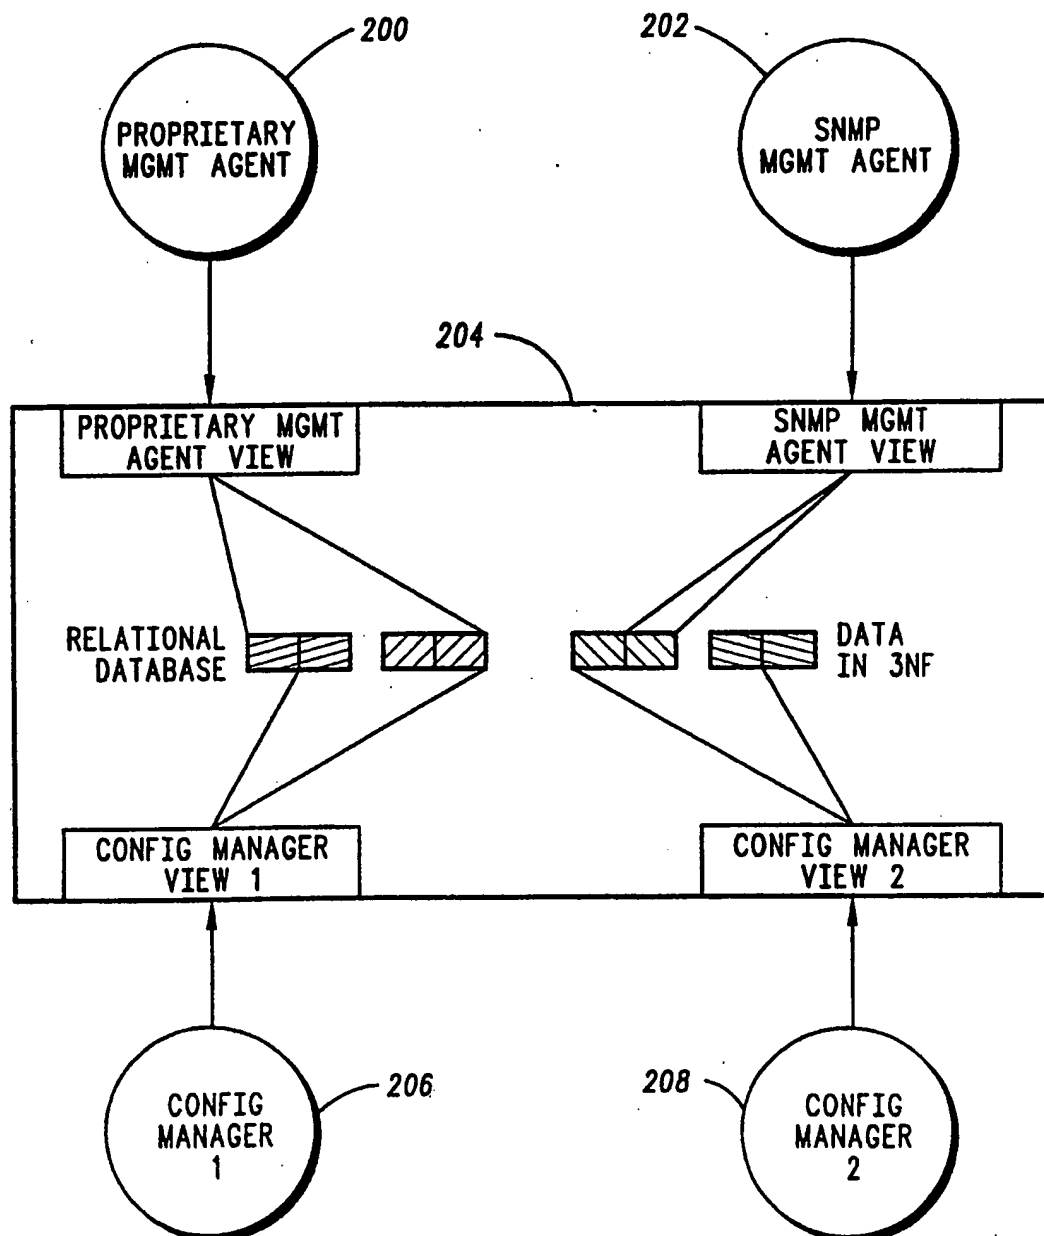 200
202
PROPRIETARY
MGMT AGENT
SNMP
MGMT AGENT
204
PROPRIETARY MGMT
AGENT VIEW
SNMP MGMT
AGENT VIEW
RELATIONAL
DATABASE
DATA
IN 3NF
CONFIG MANAGER
VIEW 1
CONFIG MANAGER
VIEW 2
206
208
CONFIG
MANAGER
1
CONFIG
MANAGER
2